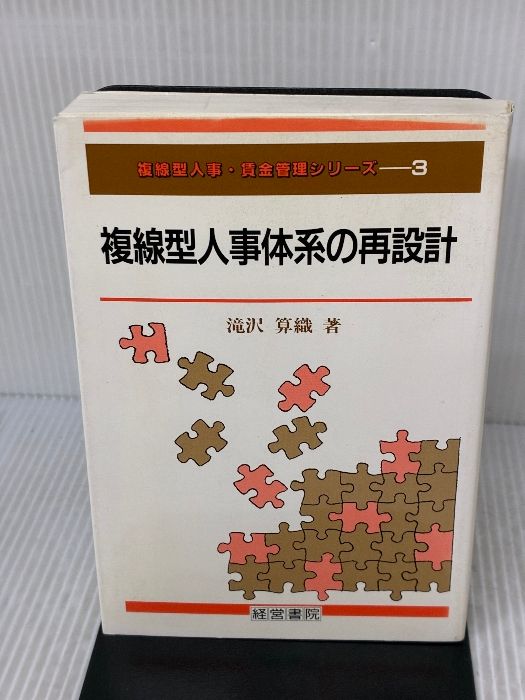 複線型人事・賃金管理シリーズ──3
複線型人事体系の再設計
滝沢 算織 著
経営書院